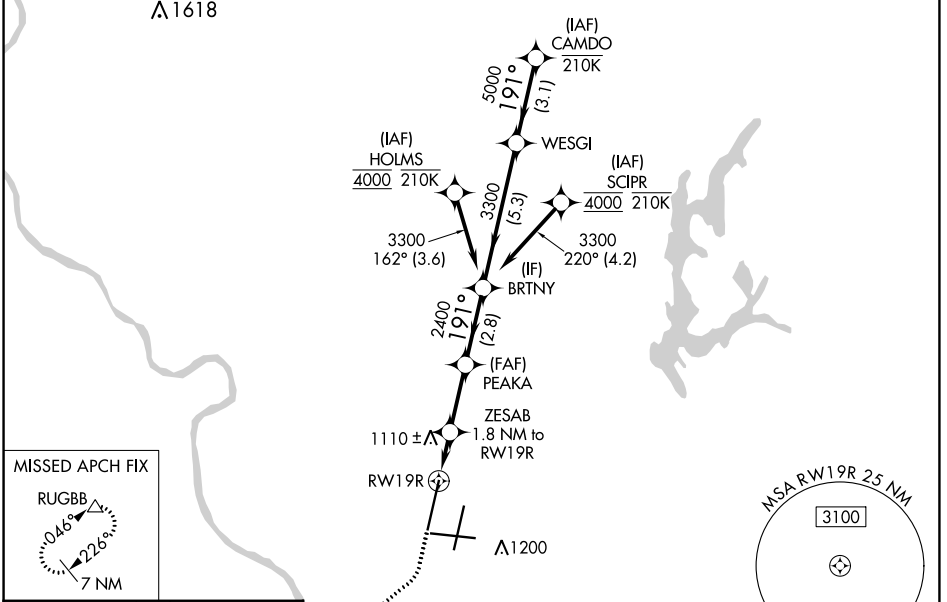 1618
(IAF)
CAMDO
210K
5000
191°
(3.1)
WESGI
(IAF)
HOLMS
4000 210K
(IAF)
SCIPR
4000 210K
3300
(5.3)
3300
162° (3.6)
3300
220° (4.2)
(IF)
BRTNY
2400
191°
(2.8)
(FAF)
PEAKA
ZESAB
1.8 NM to
RW19R
1110 ±
RW19R
1200
MISSED APCH FIX
RUGBB
046°
226°
7 NM
MSA RW19R 25 NM
3100